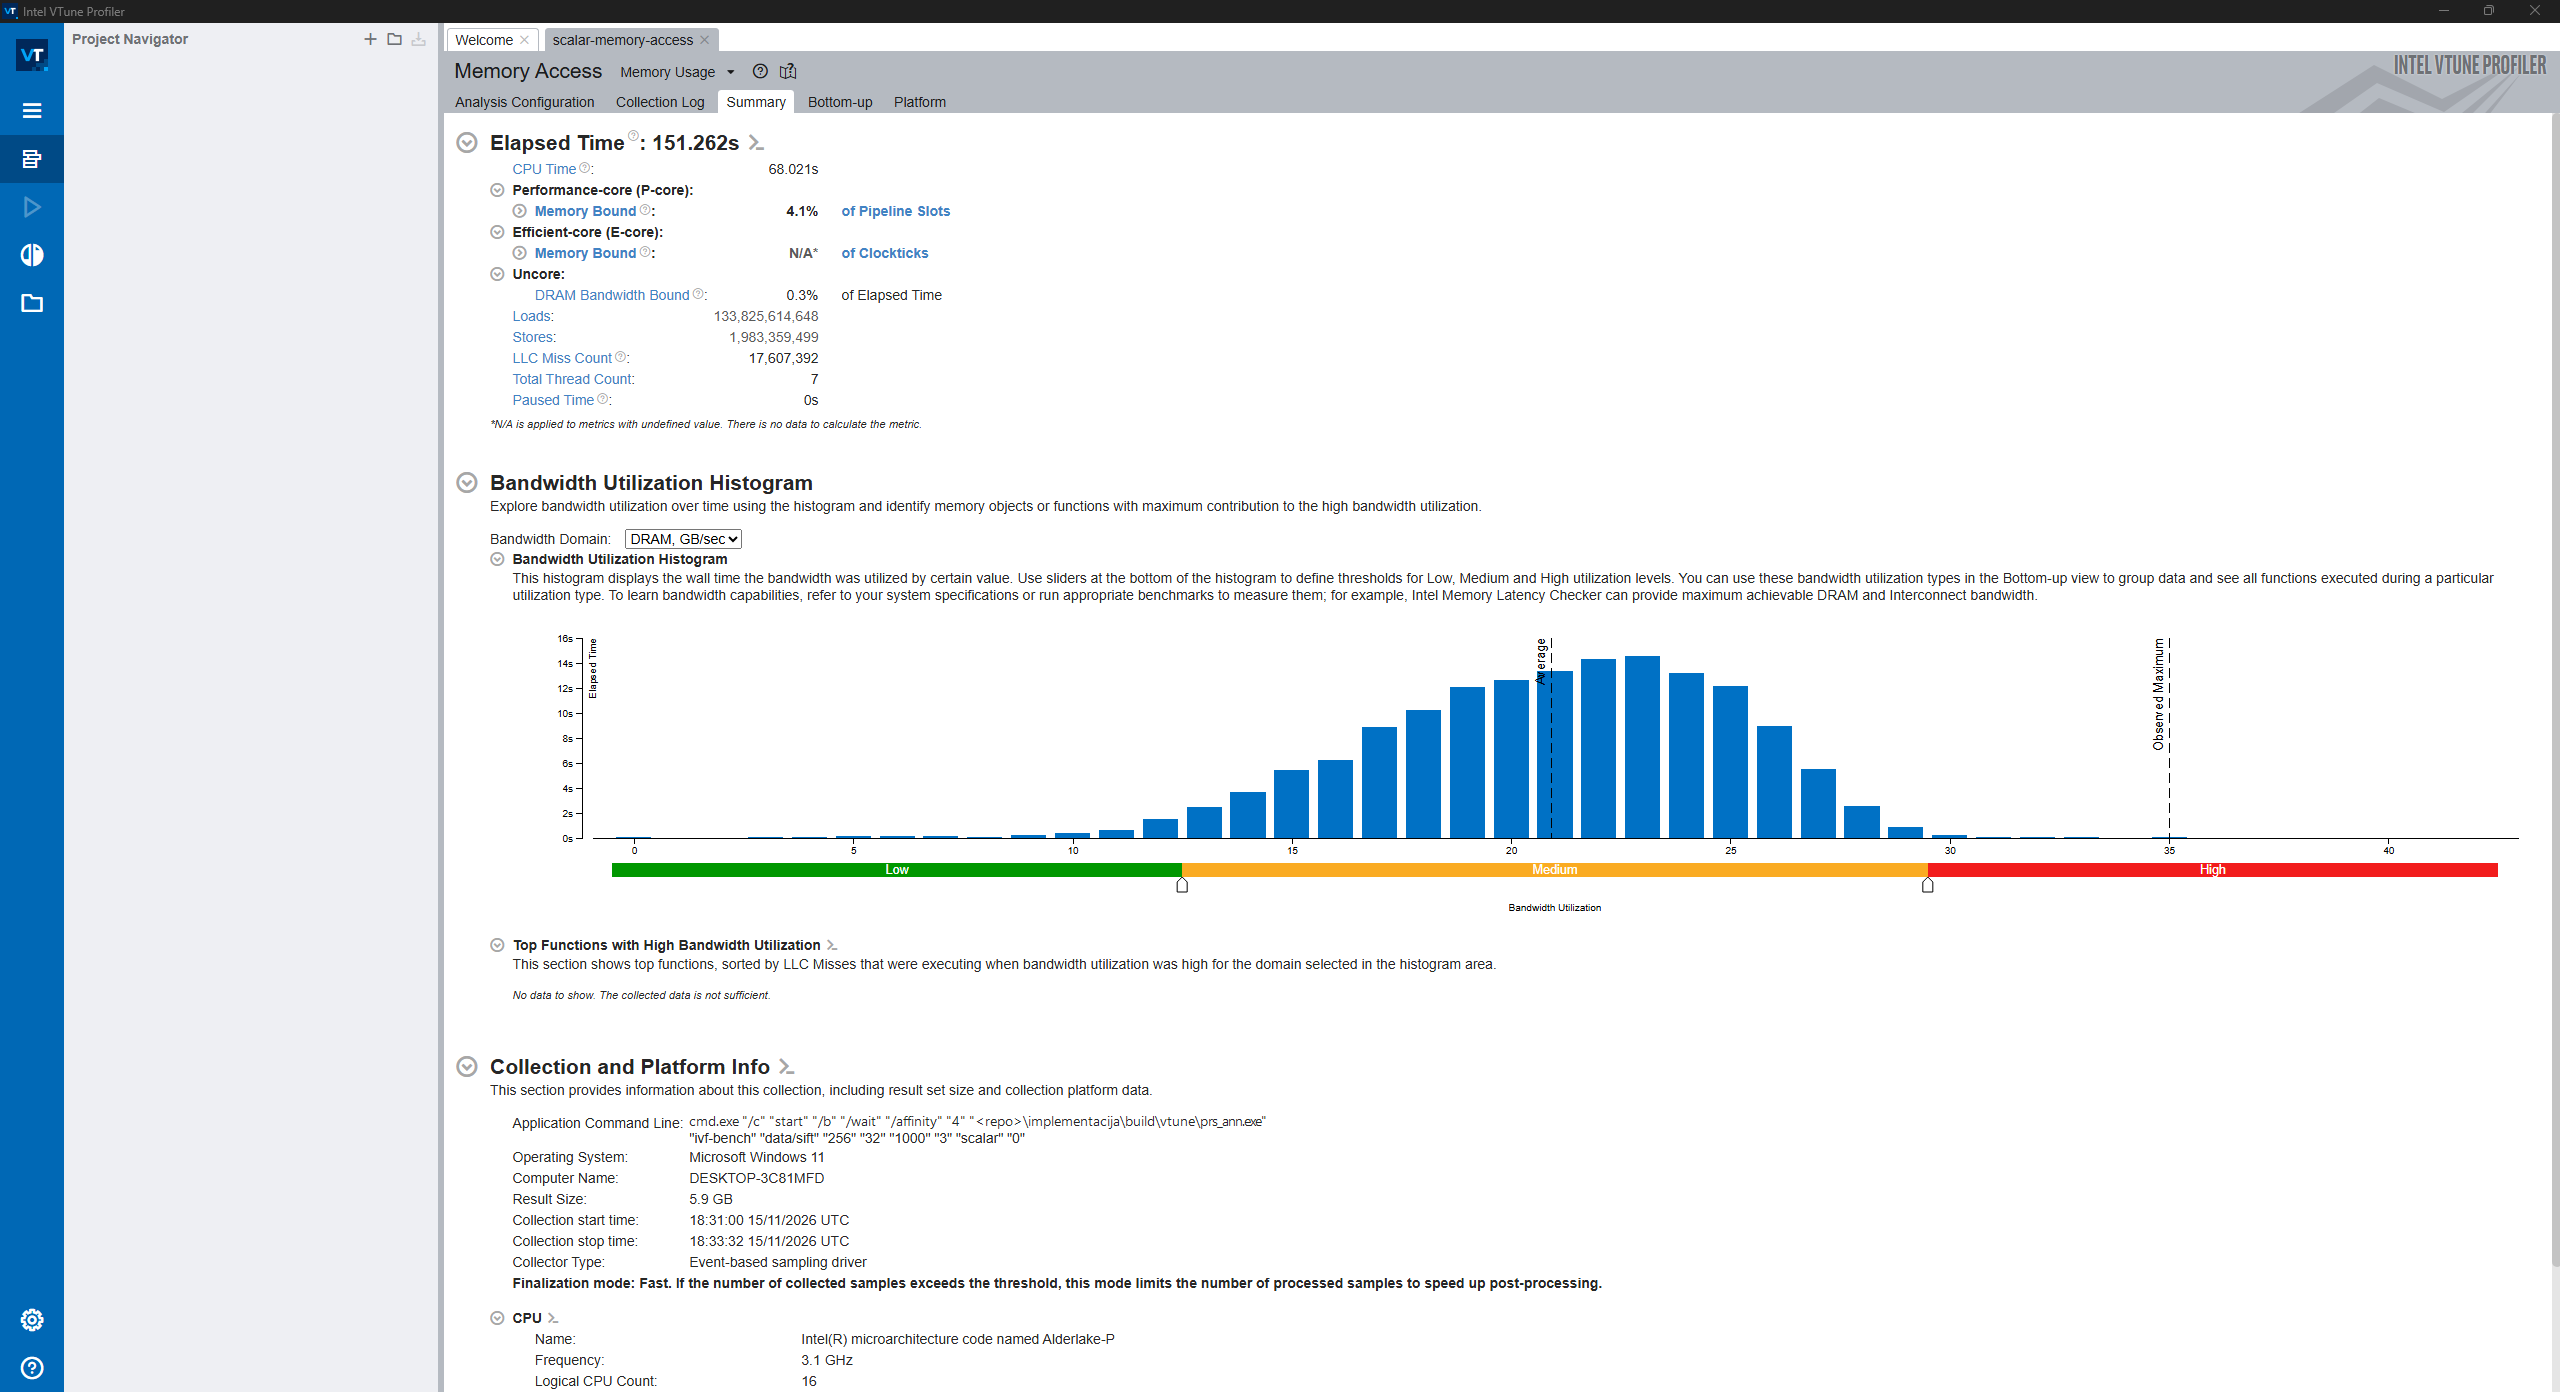 Intel VTune Profiler
Project Navigator
Welcome
scalar-memory-access
Memory Access
Memory Usage
INTEL VTUNE PROFILER
Analysis Configuration
Collection Log
Summary
Bottom-up
Platform
Elapsed Time: 151.262s
CPU Time: 68.021s
Performance-core (P-core):
Memory Bound: 4.1% of Pipeline Slots
Efficient-core (E-core):
Memory Bound: N/A* of Clockticks
Uncore:
DRAM Bandwidth Bound: 0.3% of Elapsed Time
Loads: 133,825,614,648
Stores: 1,983,359,499
LLC Miss Count: 17,607,392
Total Thread Count: 7
Paused Time: 0s
*N/A is applied to metrics with undefined value. There is no data to calculate the metric.
Bandwidth Utilization Histogram
Explore bandwidth utilization over time using the histogram and identify memory objects or functions with maximum contribution to the high bandwidth utilization.
Bandwidth Domain: DRAM, GB/sec
Bandwidth Utilization Histogram
This histogram displays the wall time the bandwidth was utilized by certain value. Use sliders at the bottom of the histogram to define thresholds for Low, Medium and High utilization levels. You can use these bandwidth utilization types in the Bottom-up view to group data and see all functions executed during a particular
utilization type. To learn bandwidth capabilities, refer to your system specifications or run appropriate benchmarks to measure them; for example, Intel Memory Latency Checker can provide maximum achievable DRAM and Interconnect bandwidth.
16s
14s
12s
10s
8s
6s
4s
2s
0s
Elapsed Time
Average
Observed Maximum
0 5 10 15 20 25 30 35 40
Low Medium High
Bandwidth Utilization
Top Functions with High Bandwidth Utilization
This section shows top functions, sorted by LLC Misses that were executing when bandwidth utilization was high for the domain selected in the histogram area.
No data to show. The collected data is not sufficient.
Collection and Platform Info
This section provides information about this collection, including result set size and collection platform data.
Application Command Line: cmd.exe "/c" "start" "/b" "/wait" "/affinity" "4" "<repo>\implementacija\build\vtune\prs_ann.exe"
"ivf-bench" "data/sift" "256" "32" "1000" "3" "scalar" "0"
Operating System: Microsoft Windows 11
Computer Name: DESKTOP-3C81MFD
Result Size: 5.9 GB
Collection start time: 18:31:00 15/11/2026 UTC
Collection stop time: 18:33:32 15/11/2026 UTC
Collector Type: Event-based sampling driver
Finalization mode: Fast. If the number of collected samples exceeds the threshold, this mode limits the number of processed samples to speed up post-processing.
CPU
Name: Intel(R) microarchitecture code named Alderlake-P
Frequency: 3.1 GHz
Logical CPU Count: 16